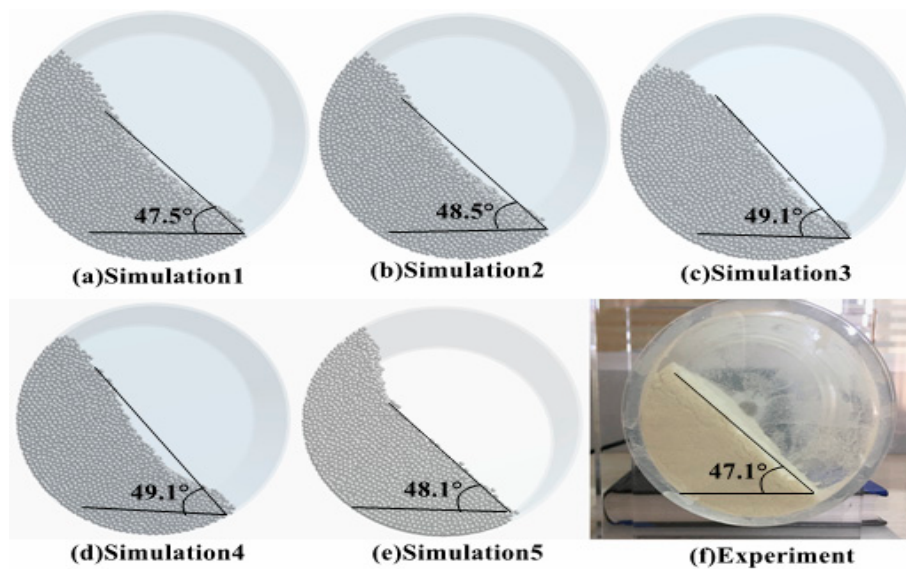 47.5°
48.5°
49.1°
(a)Simulation1
(b)Simulation2
(c)Simulation3
49.1°
48.1°
47.1°
(d)Simulation4
(e)Simulation5
(f)Experiment